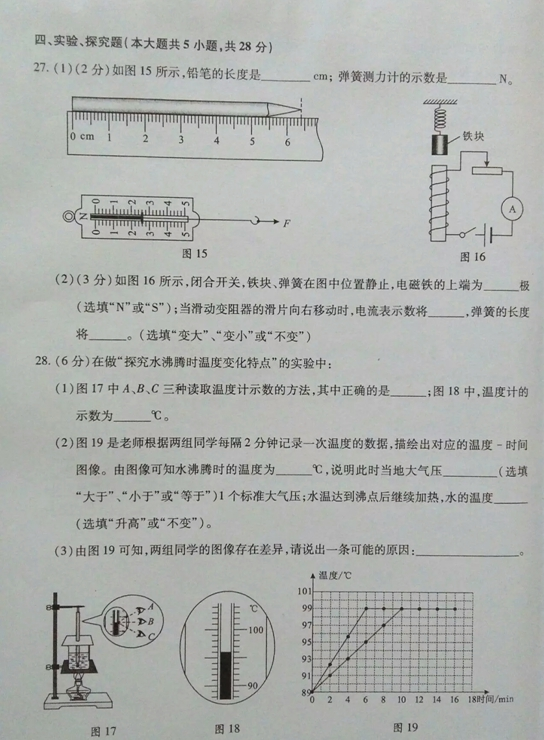 四、实验、探究题(本大题共5小题,共28分)
27.(1)(2分)如图15所示,铅笔的长度是________cm;弹簧测力计的示数是________N。
0 cm 1 2 3 4 5 6
铁块
A
N
0 1 2 3 4 5
0 1 2 3 4 5
F
图15
图16
(2)(3分)如图16所示,闭合开关,铁块、弹簧在图中位置静止,电磁铁的上端为_____极
(选填“N”或“S”);当滑动变阻器的滑片向右移动时,电流表示数将_____,弹簧的长度
将_____。(选填“变大”、“变小”或“不变”)
28.(6分)在做“探究水沸腾时温度变化特点”的实验中:
(1)图17中A、B、C三种读取温度计示数的方法,其中正确的是_____;图18中,温度计的
示数为_____℃。
(2)图19是老师根据两组同学每隔2分钟记录一次温度的数据,描绘出对应的温度-时间
图像。由图像可知水沸腾时的温度为_____℃,说明此时当地大气压________(选填
“大于”、“小于”或“等于”)1个标准大气压;水温达到沸点后继续加热,水的温度_____
(选填“升高”或“不变”)。
(3)由图19可知,两组同学的图像存在差异,请说出一条可能的原因:_______________。
A
B
C
图17
℃
100
90
图18
温度/℃
101
99
97
95
93
91
89
0 2 4 6 8 10 12 14 16 18时间/min
图19